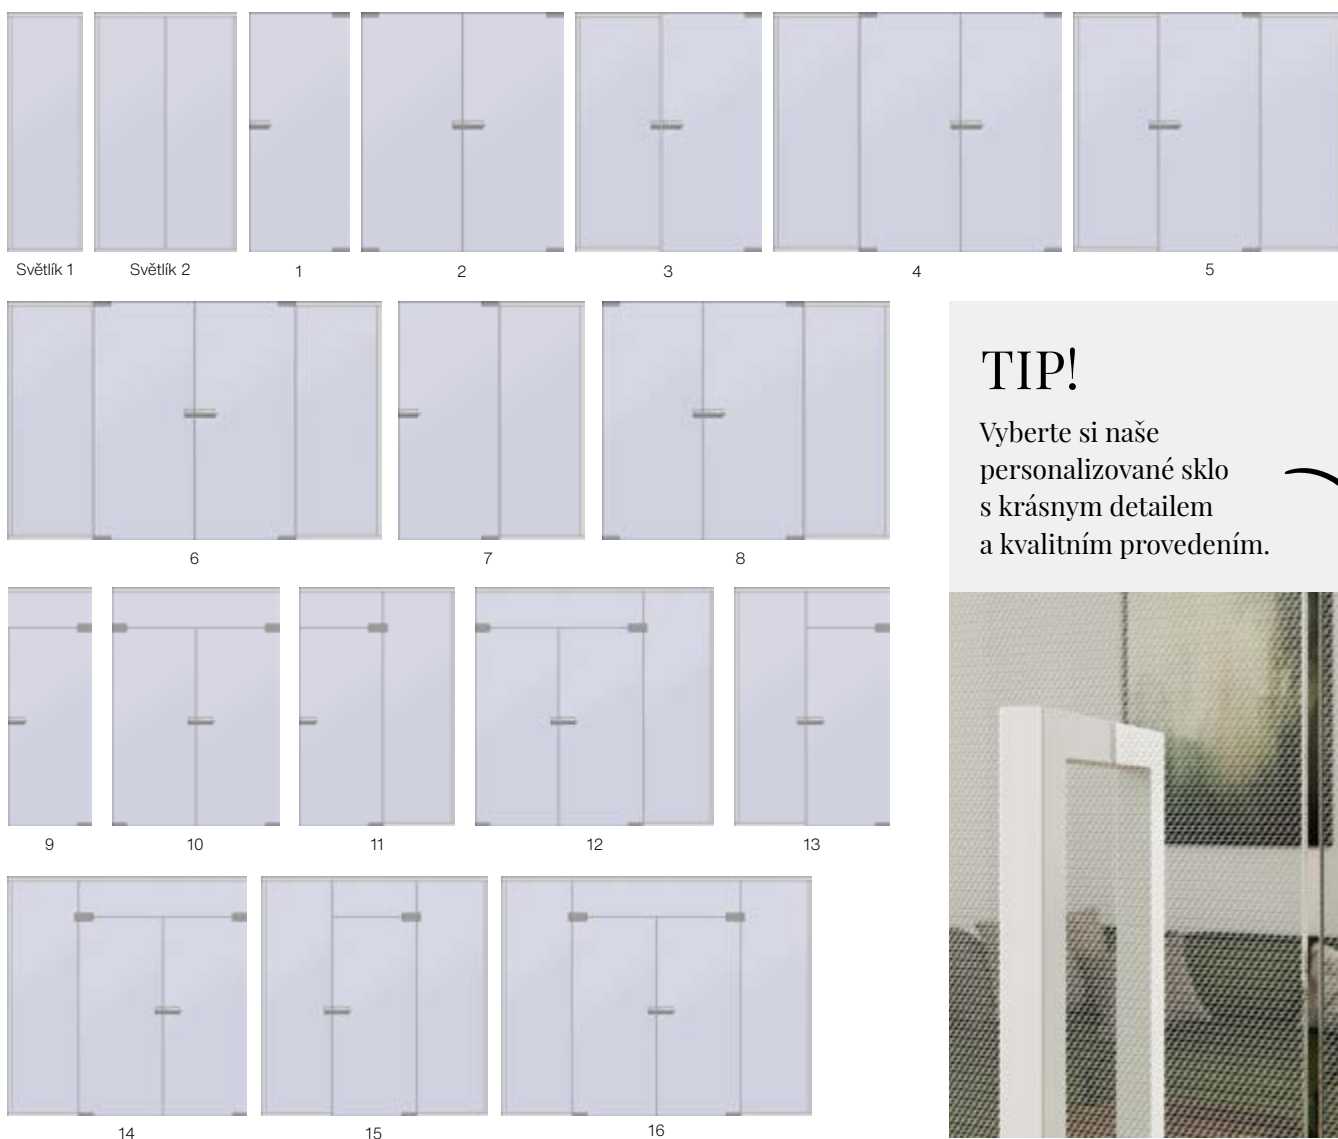 Světlík 1
Světlík 2
1
2
3
4
5
6
7
8
TIP!
Vyberte si naše
personalizované sklo
s krásnym detailem
a kvalitním provedením.
9
10
11
12
13
14
15
16